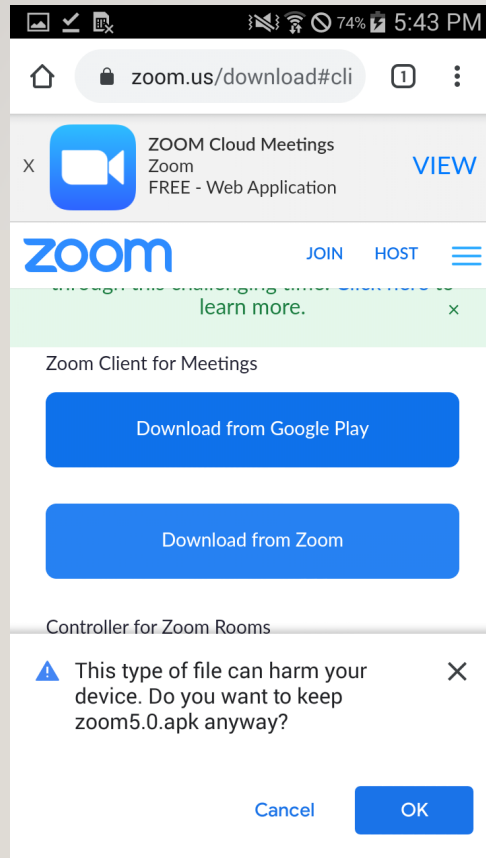 74% 5:43 PM
zoom.us/download#cli
1
X
ZOOM Cloud Meetings
Zoom
FREE - Web Application
VIEW
zoom
JOIN HOST
learn more.
×
Zoom Client for Meetings
Download from Google Play
Download from Zoom
Controller for Zoom Rooms
This type of file can harm your
device. Do you want to keep
zoom5.0.apk anyway?
Cancel OK